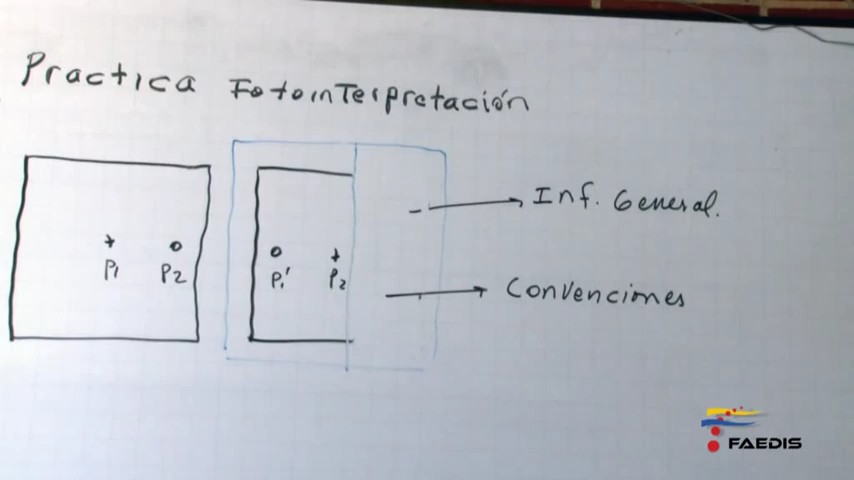 Practica Fotointerpretación
Inf. General.
P1 P2 P1' P2
Convenciones
FAEDIS